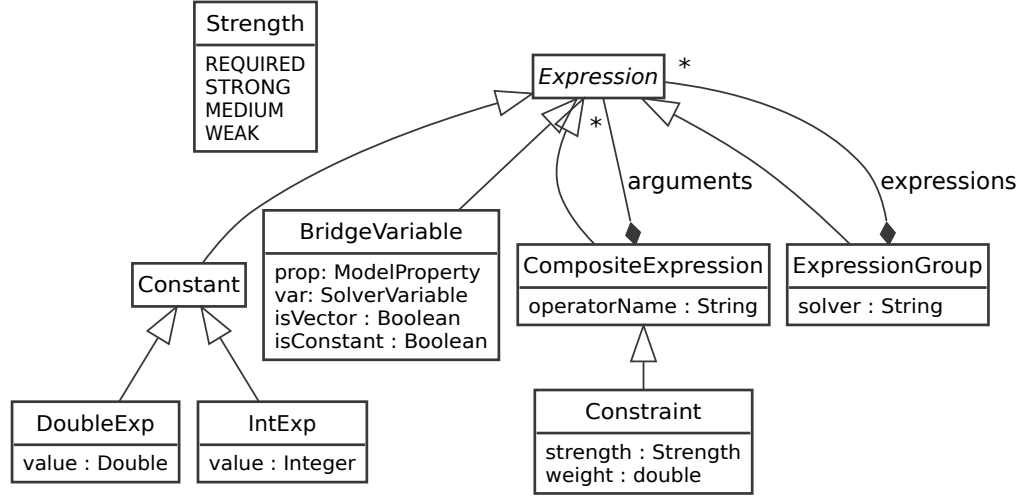 Strength
REQUIRED
STRONG
MEDIUM
WEAK
Expression
*
*
arguments
expressions
BridgeVariable
prop: ModelProperty
var: SolverVariable
isVector : Boolean
isConstant : Boolean
CompositeExpression
operatorName : String
ExpressionGroup
solver : String
Constant
DoubleExp
value : Double
IntExp
value : Integer
Constraint
strength : Strength
weight : double